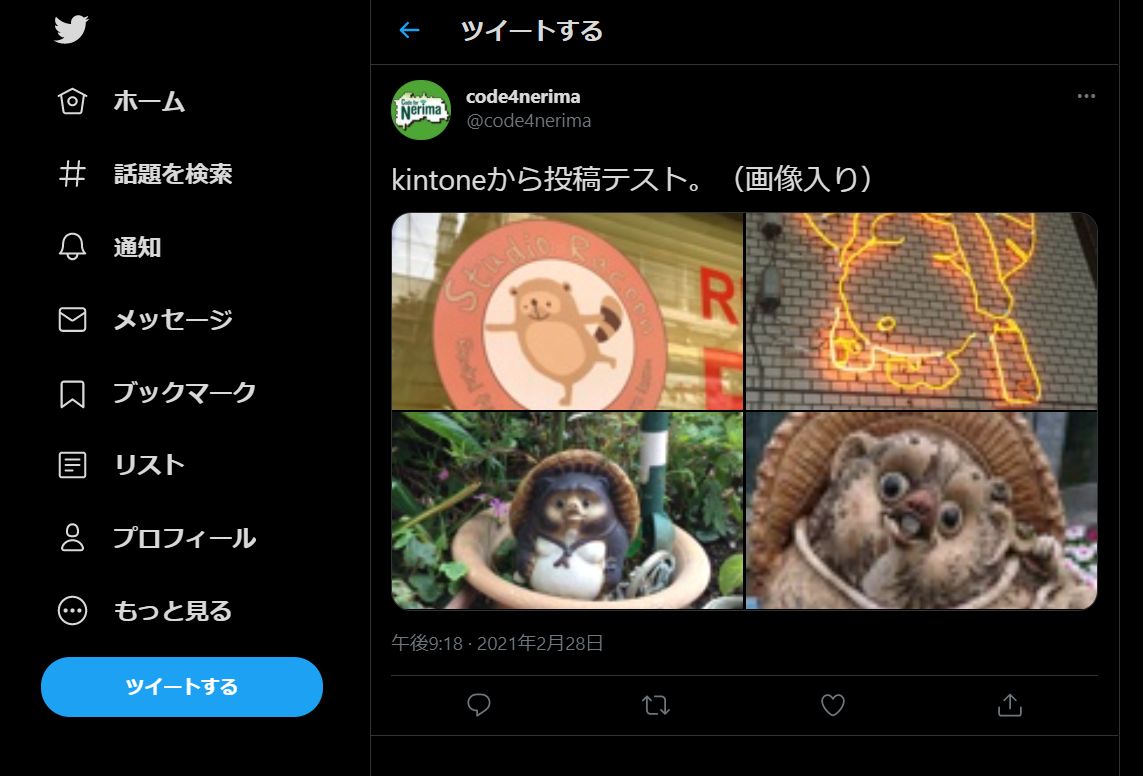 ホーム
話題を検索
通知
メッセージ
ブックマーク
リスト
プロフィール
もっと見る
ツイートする
ツイートする
Code for
Nerima
code4nerima
@code4nerima
kintoneから投稿テスト。（画像入り）
Studio Raccoon
午後9:18 · 2021年2月28日